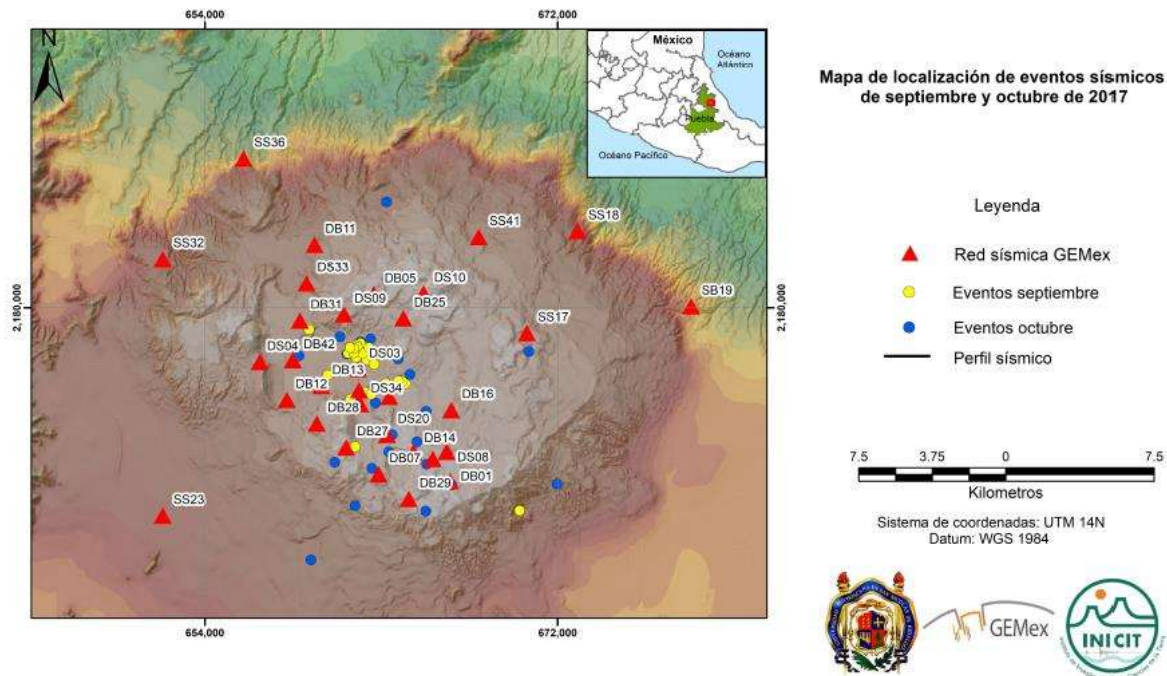 654,000
672,000
N
México
Océano
Atlántico
Puebla
Océano Pacífico
SS36
SS18
SS41
DB11
SS32
DS33
DB05
DS10
SB19
DS09
DB31
DB25
2,180,000
2,180,000
SS17
DB42
DS03
DS04
DB13
DB12
DS34
DB16
DB28
DS20
DB27
DB14
DB07
DS08
DB01
DB29
SS23
654,000
672,000
Mapa de localización de eventos sísmicos
de septiembre y octubre de 2017
Leyenda
Red sísmica GEMex
Eventos septiembre
Eventos octubre
Perfil sísmico
7.5 3.75 0 7.5
Kilometros
Sistema de coordenadas: UTM 14N
Datum: WGS 1984
GEMex
INICIT